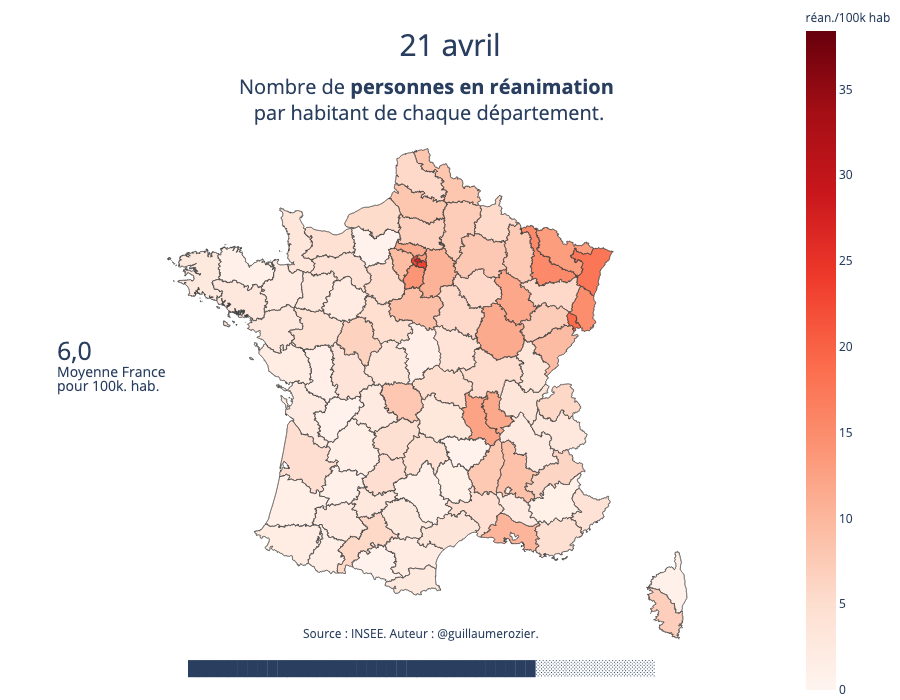 réan./100k hab
21 avril
Nombre de personnes en réanimation
par habitant de chaque département.
35
30
25
20
15
10
5
0
6,0
Moyenne France
pour 100k. hab.
Source : INSEE. Auteur : @guillaumerozier.